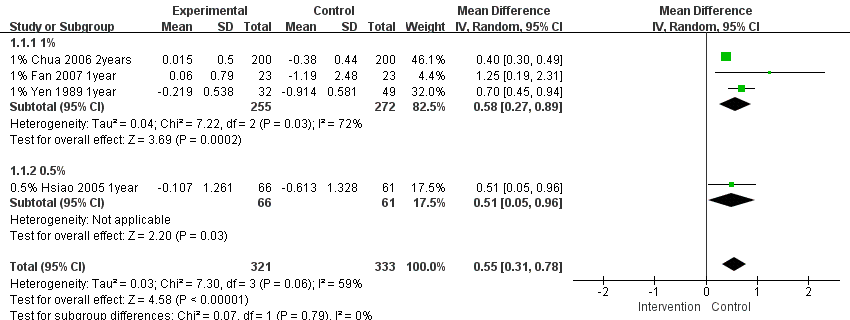 Experimental Control Mean Difference Mean Difference
Study or Subgroup Mean SD Total Mean SD Total Weight IV, Random, 95% CI IV, Random, 95% CI
1.1.1 1%
1% Chua 2006 2years 0.015 0.5 200 -0.38 0.44 200 46.1% 0.40 [0.30, 0.49]
1% Fan 2007 1year 0.06 0.79 23 -1.19 2.48 23 4.4% 1.25 [0.19, 2.31]
1% Yen 1989 1year -0.219 0.538 32 -0.914 0.581 49 32.0% 0.70 [0.45, 0.94]
Subtotal (95% CI) 255 272 82.5% 0.58 [0.27, 0.89]
Heterogeneity: Tau² = 0.04; Chi² = 7.22, df = 2 (P = 0.03); I² = 72%
Test for overall effect: Z = 3.69 (P = 0.0002)
1.1.2 0.5%
0.5% Hsiao 2005 1year -0.107 1.261 66 -0.613 1.328 61 17.5% 0.51 [0.05, 0.96]
Subtotal (95% CI) 66 61 17.5% 0.51 [0.05, 0.96]
Heterogeneity: Not applicable
Test for overall effect: Z = 2.20 (P = 0.03)
Total (95% CI) 321 333 100.0% 0.55 [0.31, 0.78]
Heterogeneity: Tau² = 0.03; Chi² = 7.30, df = 3 (P = 0.06); I² = 59%
Test for overall effect: Z = 4.58 (P < 0.00001)
Test for subgroup differences: Chi² = 0.07, df = 1 (P = 0.79), I² = 0%
-2 -1 0 1 2
Intervention Control